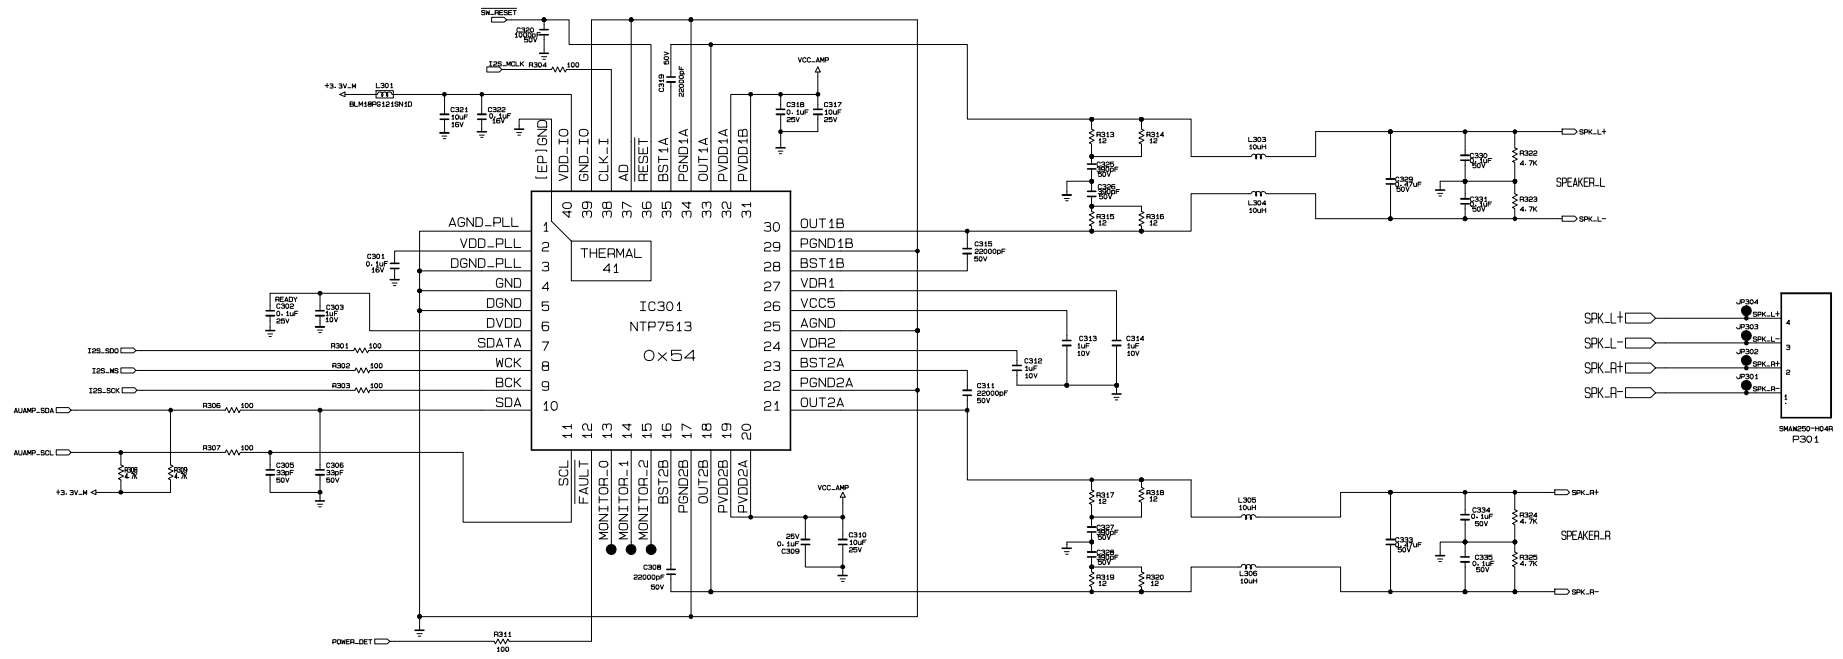 SW_RESET
C320
1000pF
50V
I2S_MCLK
R304
100
+3.3V_M
L301
BLM18PG121SN1D
C321
10uF
16V
C322
0.1uF
16V
50V
C319
22000pF
VCC_AMP
C318
0.1uF
25V
C317
10uF
25V
[EP]GND
VDD_IO
GND_IO
CLK_I
AD
RESET
BST1A
PGND1A
OUT1A
PVDD1A
PVDD1B
40
39
38
37
36
35
34
33
32
31
AGND_PLL
1
VDD_PLL
2
DGND_PLL
3
GND
4
DGND
5
DVDD
6
SDATA
7
WCK
8
BCK
9
SDA
10
THERMAL
41
IC301
NTP7513
0x54
30
OUT1B
29
PGND1B
28
BST1B
27
VDR1
26
VCC5
25
AGND
24
VDR2
23
BST2A
22
PGND2A
21
OUT2A
11
12
13
14
15
16
17
18
19
20
SCL
FAULT
MONITOR_0
MONITOR_1
MONITOR_2
BST2B
PGND2B
OUT2B
PVDD2B
PVDD2A
C301
0.1uF
16V
READY
C302
0.1uF
25V
C303
1uF
10V
I2S_SDO
R301
100
I2S_WS
R302
100
I2S_SCK
R303
100
AUAMP_SDA
R306
100
AUAMP_SCL
R307
100
R308
4.7K
R309
4.7K
+3.3V_M
C305
33pF
50V
C306
33pF
50V
POWER_DET
R311
100
C308
22000pF
50V
VCC_AMP
25V
0.1uF
C309
C310
10uF
25V
C315
22000pF
50V
C313
1uF
10V
C314
1uF
10V
C312
1uF
10V
C311
22000pF
50V
R313
12
R314
12
C325
390pF
50V
C326
390pF
50V
R315
12
R316
12
L303
10uH
L304
10uH
C329
0.47uF
50V
C330
0.1uF
50V
C331
0.1uF
50V
R322
4.7K
R323
4.7K
SPK_L+
SPEAKER_L
SPK_L-
R317
12
R318
12
C327
390pF
50V
C328
390pF
50V
R319
12
R320
12
L305
10uH
L306
10uH
C333
0.47uF
50V
C334
0.1uF
50V
C335
0.1uF
50V
R324
4.7K
R325
4.7K
SPK_R+
SPEAKER_R
SPK_R-
SPK_L+
JP304
SPK_L+
4
SPK_L-
JP303
SPK_L-
3
SPK_R+
JP302
SPK_R+
2
SPK_R-
JP301
SPK_R-
1
.
SMAW250-H04R
P301